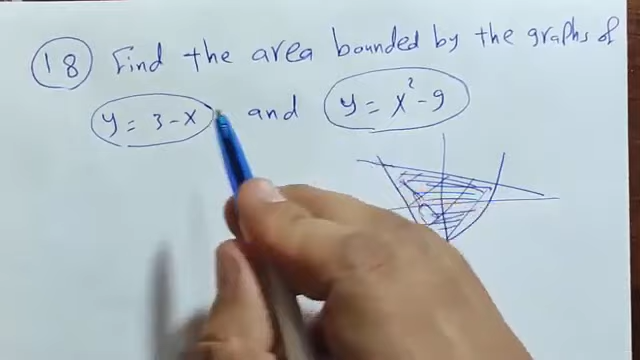 18 Find the area bounded by the graphs of
y = 3 - x and y = x² - 9